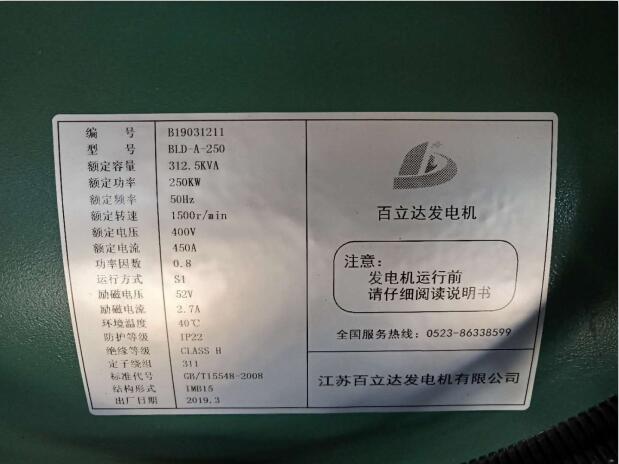 编 号 B19031211
型 号 BLD-A-250
额定容量 312.5KVA
额定功率 250KW
额定频率 50Hz
额定转速 1500r/min
额定电压 400V
额定电流 450A
功率因数 0.8
运行方式 S1
励磁电压 52V
励磁电流 2.7A
环境温度 40℃
防护等级 IP22
绝缘等级 CLASS H
定子绕组 311
标准代号 GB/T15548-2008
结构形式 IMB15
出厂日期 2019.3
百立达发电机
注意：
发电机运行前
请仔细阅读说明书
全国服务热线：0523-86338599
江苏百立达发电机有限公司